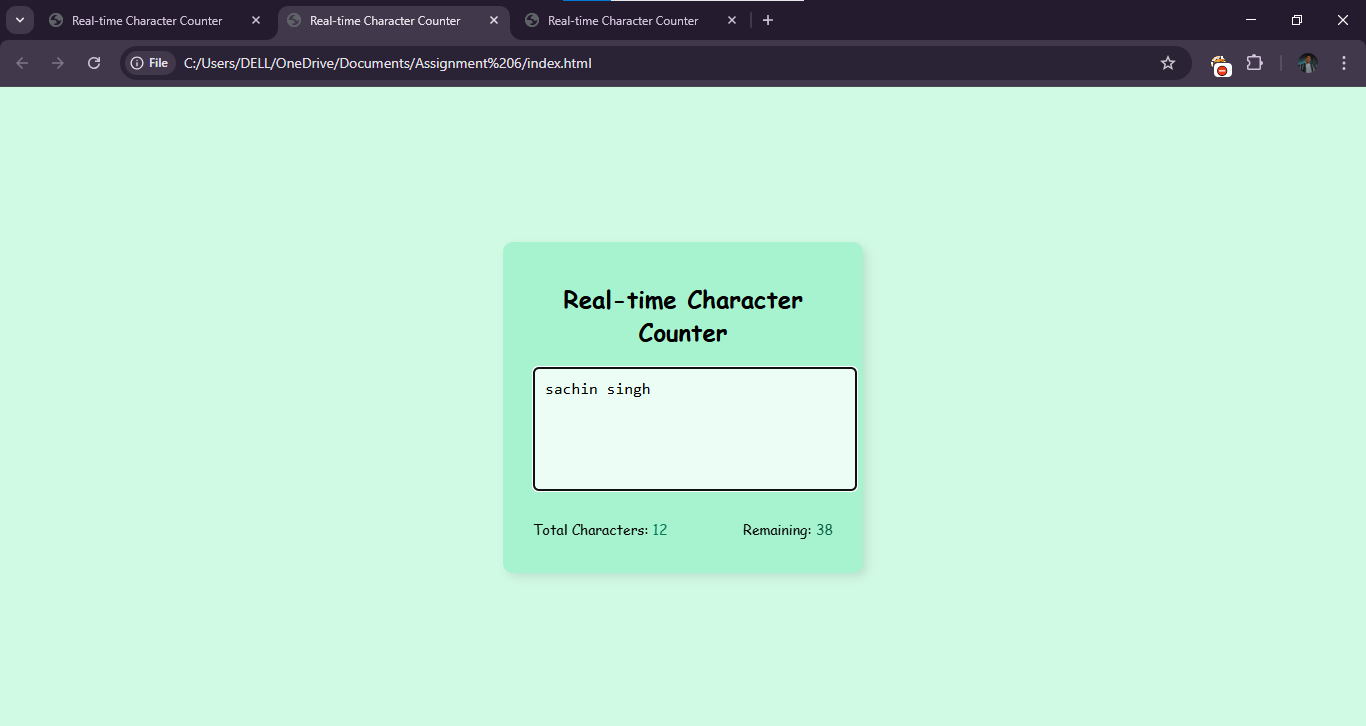 Real-time Character Counter
Real-time Character Counter
Real-time Character Counter
File
C:/Users/DELL/OneDrive/Documents/Assignment%206/index.html
Real-time Character
Counter
sachin singh
Total Characters: 12
Remaining: 38